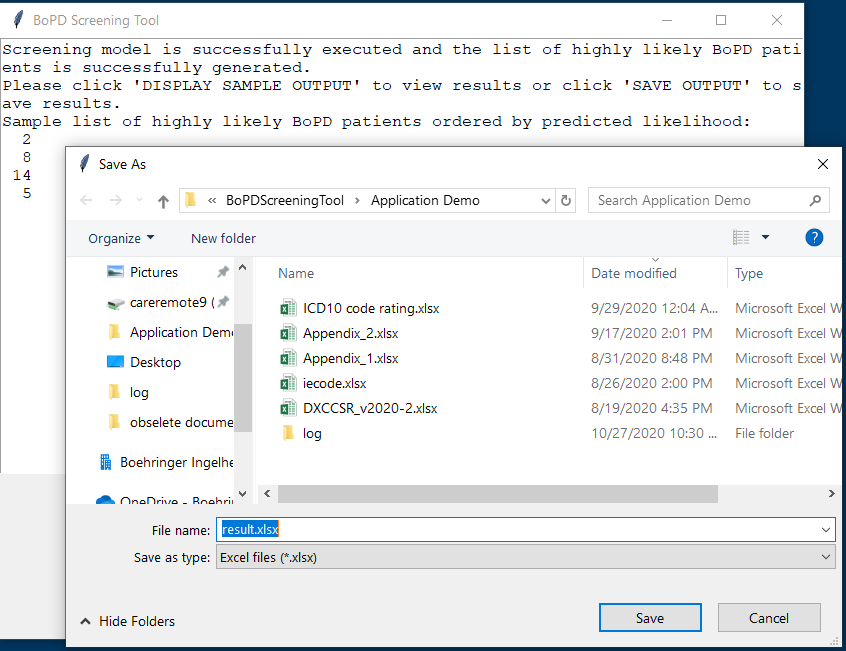 BoPD Screening Tool
Screening model is successfully executed and the list of highly likely BoPD pati
ents is successfully generated.
Please click 'DISPLAY SAMPLE OUTPUT' to view results or click 'SAVE OUTPUT' to s
ave results.
Sample list of highly likely BoPD patients ordered by predicted likelihood:
2
8
14
5
Save As
« BoPDScreeningTool › Application Demo
Search Application Demo
Organize
New folder
?
Pictures
careremote9 (
Application Demo
Desktop
log
obselete docume
Boehringer Ingelhe
OneDrive - Boehrin
Name Date modified Type
ICD10 code rating.xlsx 9/29/2020 12:04 A... Microsoft Excel W
Appendix_2.xlsx 9/17/2020 2:01 PM Microsoft Excel W
Appendix_1.xlsx 8/31/2020 8:48 PM Microsoft Excel W
iecode.xlsx 8/26/2020 2:00 PM Microsoft Excel W
DXCCSR_v2020-2.xlsx 8/19/2020 4:35 PM Microsoft Excel W
log 10/27/2020 10:30 ... File folder
File name: result.xlsx
Save as type: Excel files (*.xlsx)
Hide Folders
Save
Cancel